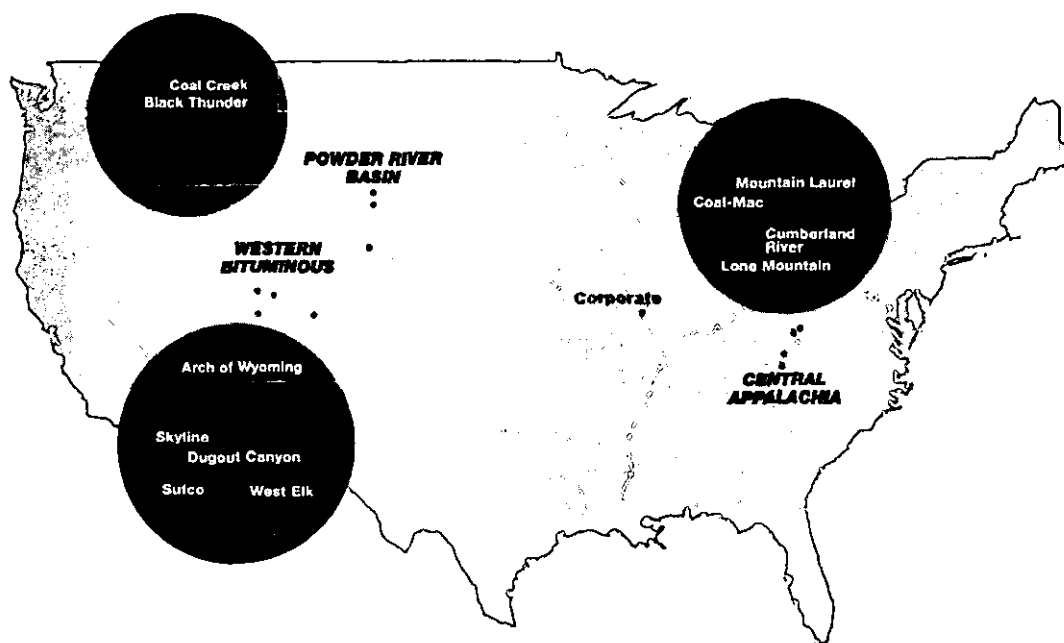 Coal Creek
Black Thunder
POWDER RIVER
BASIN
WESTERN
BITUMINOUS
Arch of Wyoming
Skyline
Dugout Canyon
Sufco
West Elk
Corporate
Mountain Laurel
Coal-Mac
Cumberland
River
Lone Mountain
CENTRAL
APPALACHIA